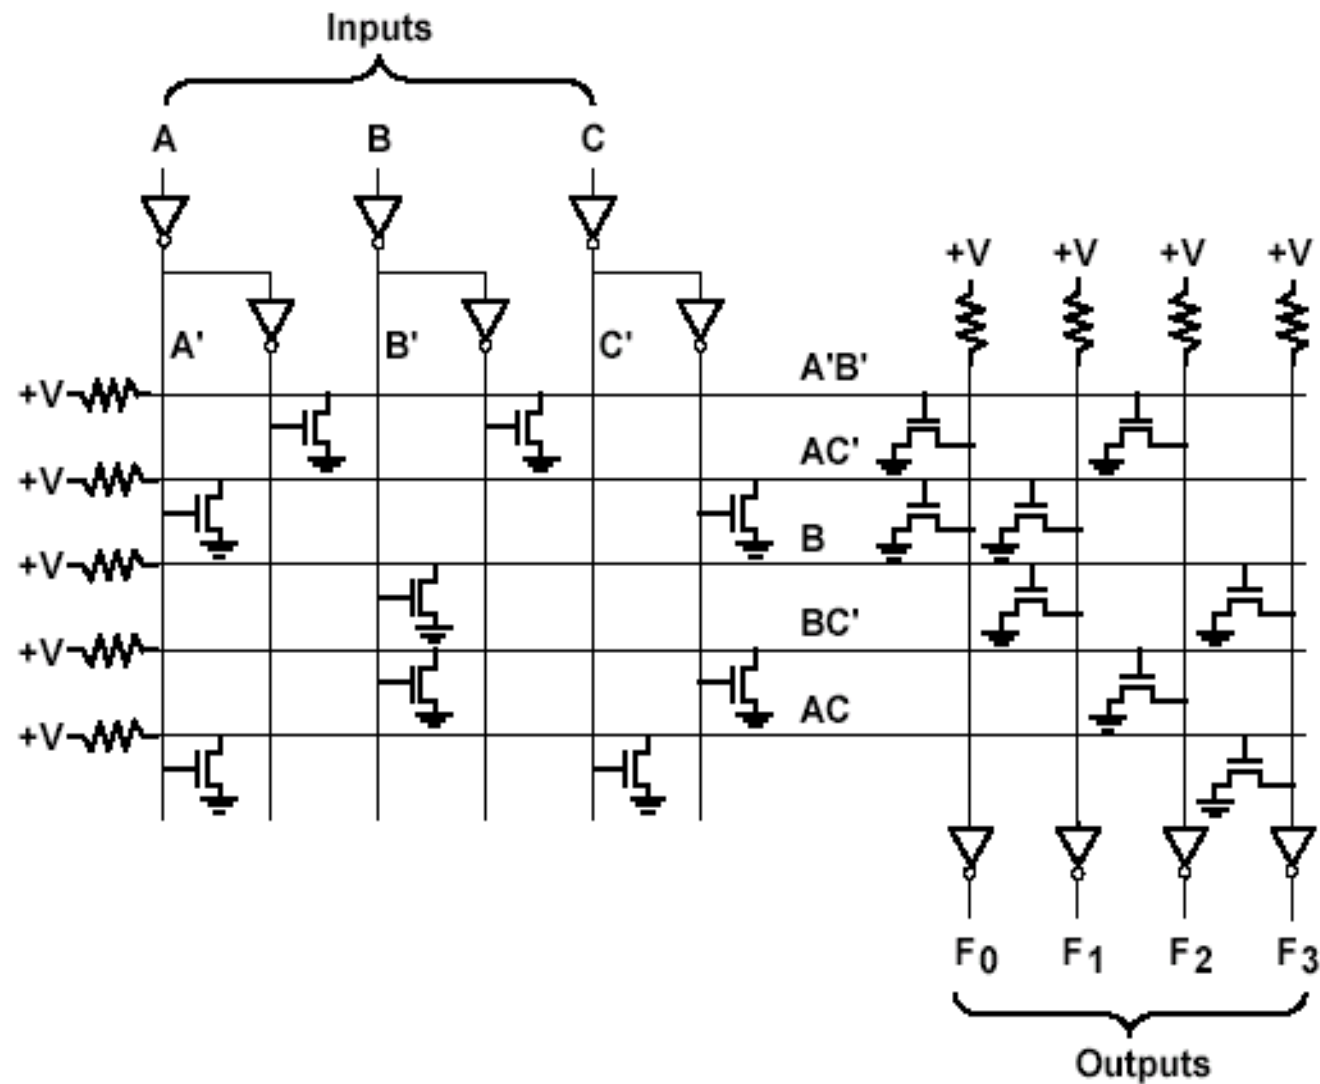 Inputs
A B C
+V +V +V +V
A' B' C'
A'B'
+V
AC'
+V
B
+V
BC'
+V
AC
+V
F0 F1 F2 F3
Outputs